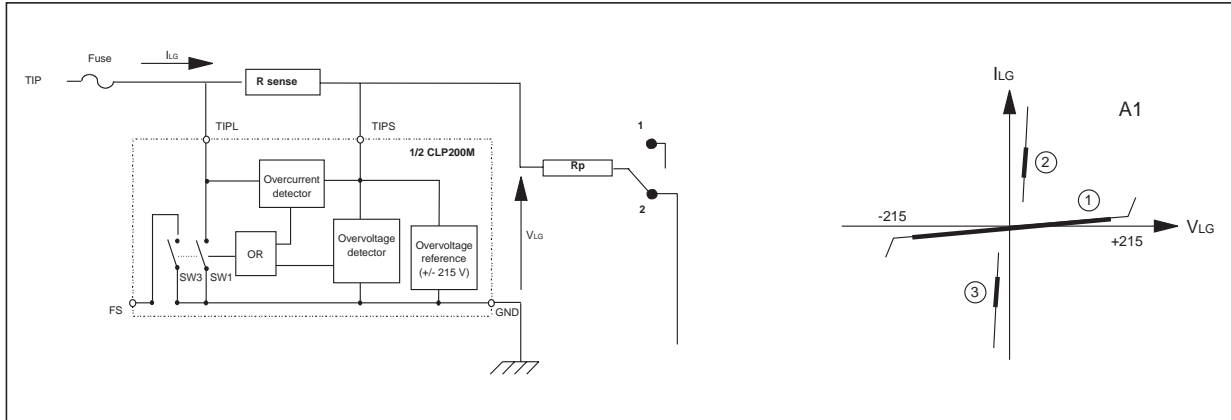 Fuse
ILG
TIP
R sense
TIPL
TIPS
1/2 CLP200M
Overcurrent
detector
OR
Overvoltage
detector
Overvoltage
reference
(+/- 215 V)
SW3
SW1
FS
GND
VLG
Rp
1
2
ILG
A1
2
1
-215
+215
VLG
3